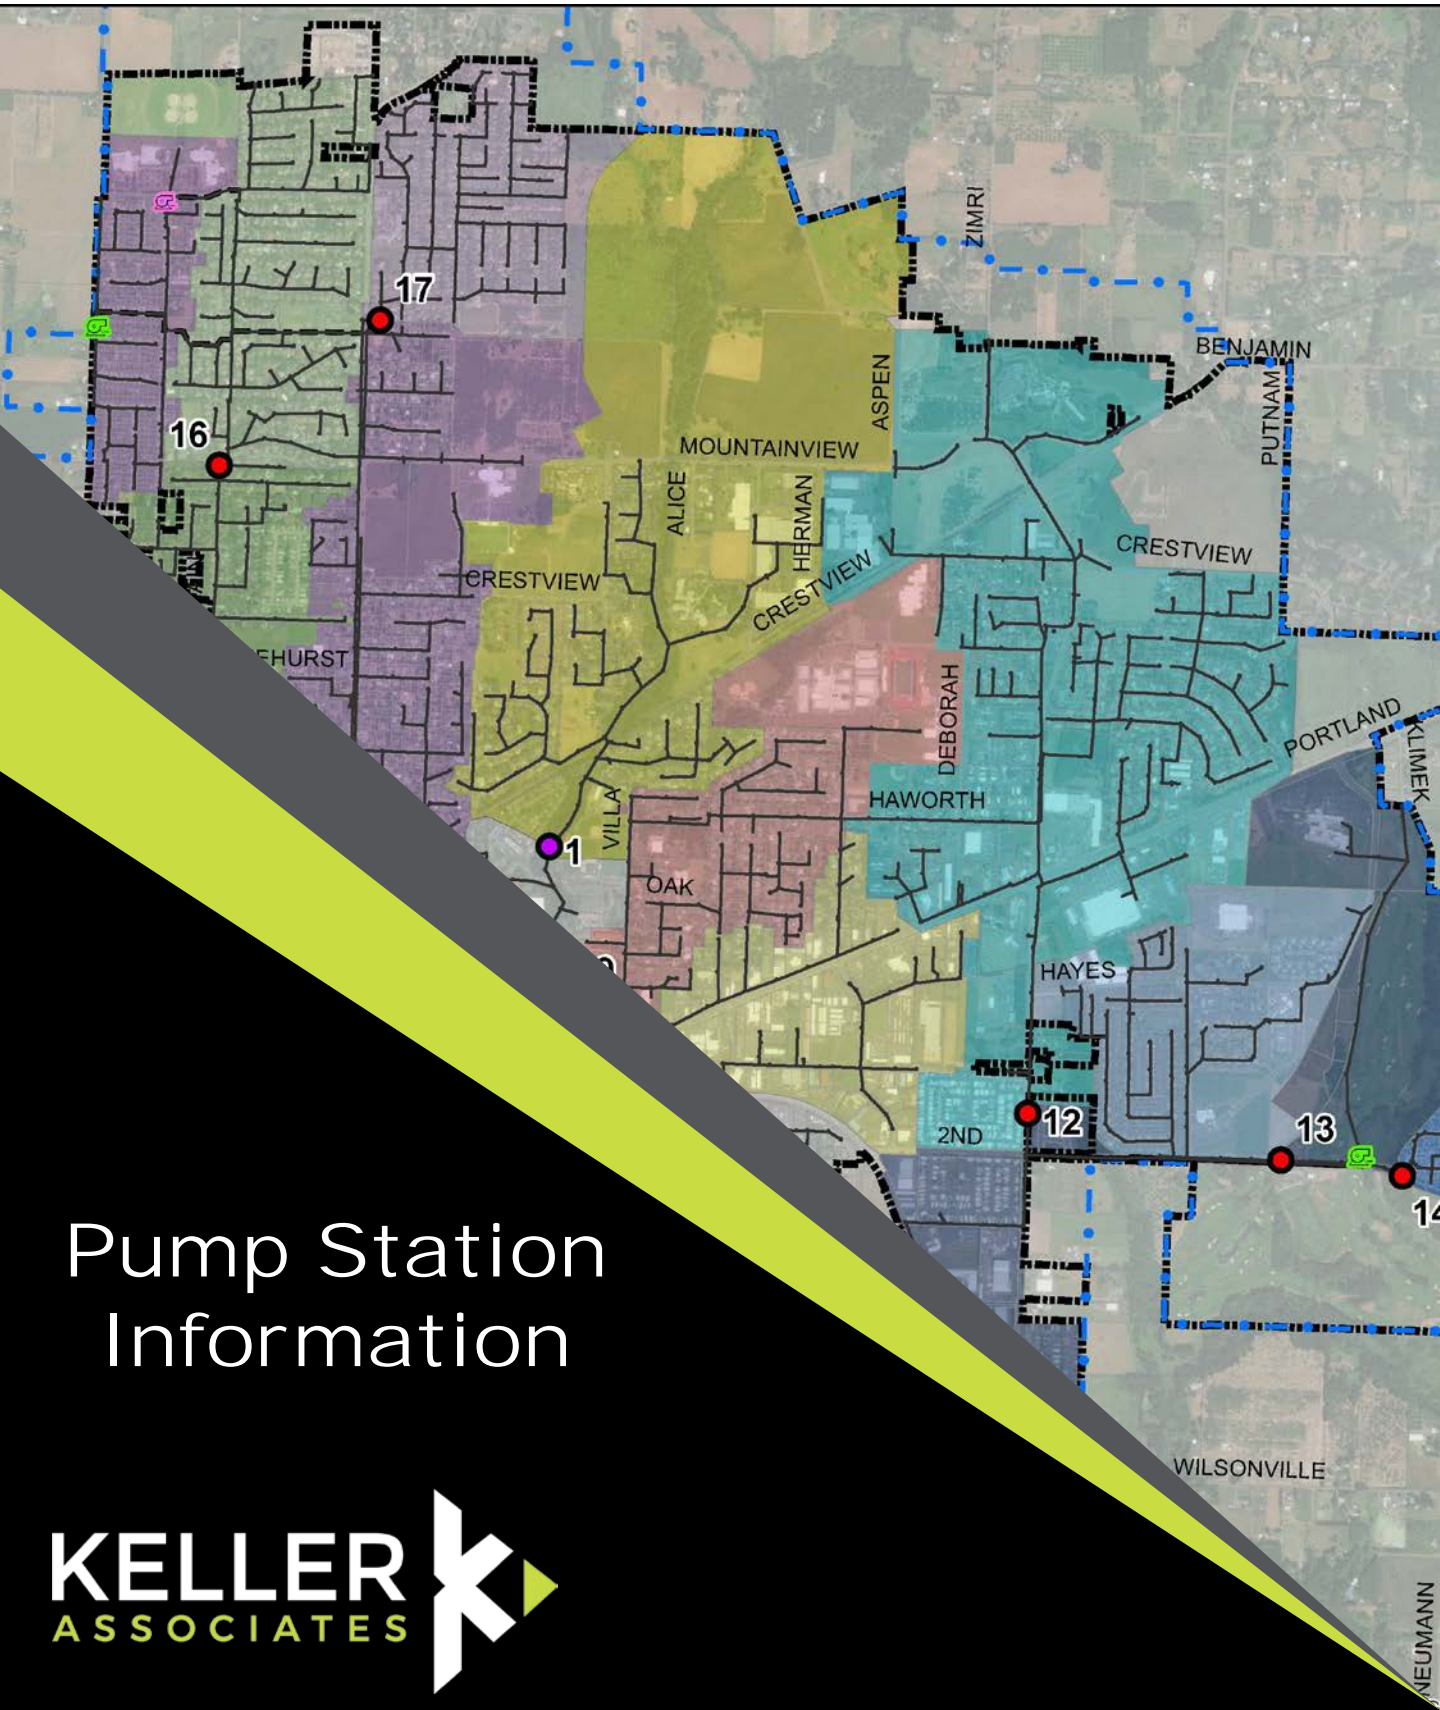 ZIMRI
17
BENJAMIN
ASPEN
PUTNAM
16
MOUNTAINVIEW
ALICE
HERMAN
CRESTVIEW
CRESTVIEW
CRESTVIEW
EHURST
DEBORAH
PORTLAND
KLIMEK
HAWORTH
VILLA
1
OAK
HAYES
12
2ND
13
14
Pump Station
Information
WILSONVILLE
KELLER
ASSOCIATES
NEUMANN